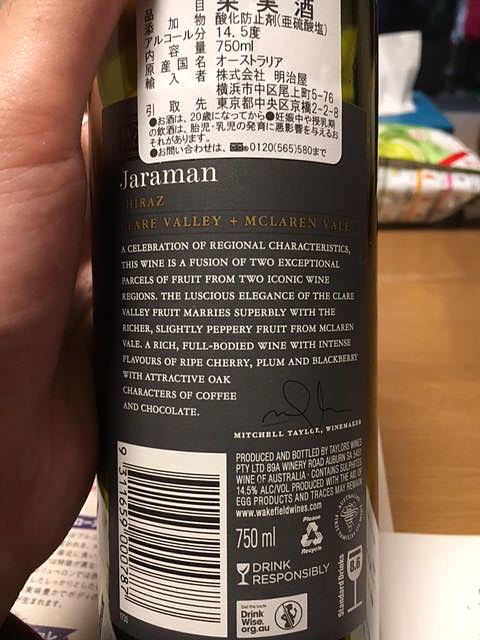 果実酒
品
添加物 酸化防止剤(亜硫酸塩)
アルコール分 14.5度
内容量 750ml
原産国名 オーストラリア
輸入者 株式会社 明治屋
横浜市中区尾上町5-76
引取先 東京都中央区京橋2-2-8
●お酒は、20歳になってから●妊娠中や授乳期
の飲酒は、胎児・乳児の発育に悪影響を与えるお
それがあります。
●お問い合わせは、0120(565)580まで
Jaraman
SHIRAZ
CLARE VALLEY + MCLAREN VALE
A CELEBRATION OF REGIONAL CHARACTERISTICS,
THIS WINE IS A FUSION OF TWO EXCEPTIONAL
PARCELS OF FRUIT FROM TWO ICONIC WINE
REGIONS. THE LUSCIOUS ELEGANCE OF THE CLARE
VALLEY FRUIT MARRIES SUPERBLY WITH THE
RICHER, SLIGHTLY PEPPERY FRUIT FROM MCLAREN
VALE. A RICH, FULL-BODIED WINE WITH INTENSE
FLAVOURS OF RIPE CHERRY, PLUM AND BLACKBERRY
WITH ATTRACTIVE OAK
CHARACTERS OF COFFEE
AND CHOCOLATE.
MITCHELL TAYLOR, WINEMAKER
PRODUCED AND BOTTLED BY TAYLORS WINES
PTY LTD 89A WINERY ROAD AUBURN SA 5451
WINE OF AUSTRALIA · CONTAINS SULPHITES
14.5% ALC/VOL PRODUCED WITH THE AID OF
EGG PRODUCTS AND TRACES MAY REMAIN
www.wakefieldwines.com
9 311659 000787
750 ml
Please
Recycle
DRINK
RESPONSIBLY
Standard Drinks
8.6
Get the facts
Drink
Wise.
org.au